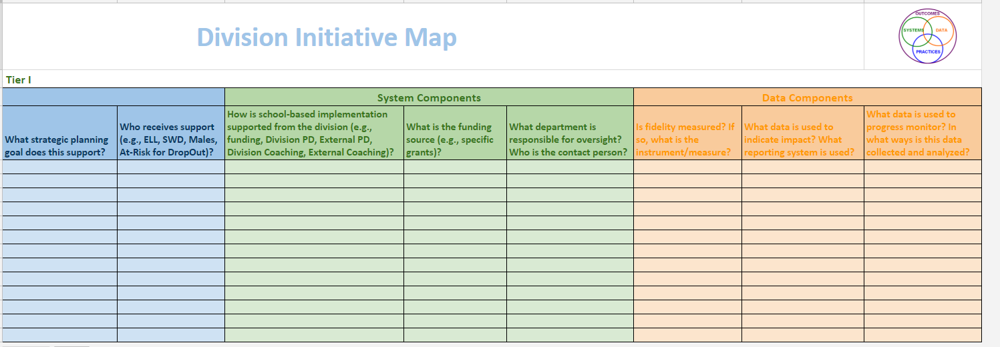 Division Initiative Map
OUTCOMES
SYSTEMS
DATA
PRACTICES
Tier I
System Components
Data Components
What strategic planning
goal does this support?
Who receives support
(e.g., ELL, SWD, Males,
At-Risk for DropOut)?
How is school-based implementation
supported from the division (e.g.,
funding, Division PD, External PD,
Division Coaching, External Coaching)?
What is the funding
source (e.g., specific
grants)?
What department is
responsible for oversight?
Who is the contact person?
Is fidelity measured? If
so, what is the
instrument/measure?
What data is used to
indicate impact? What
reporting system is used?
What data is used to
progress monitor? In
what ways is this data
collected and analyzed?